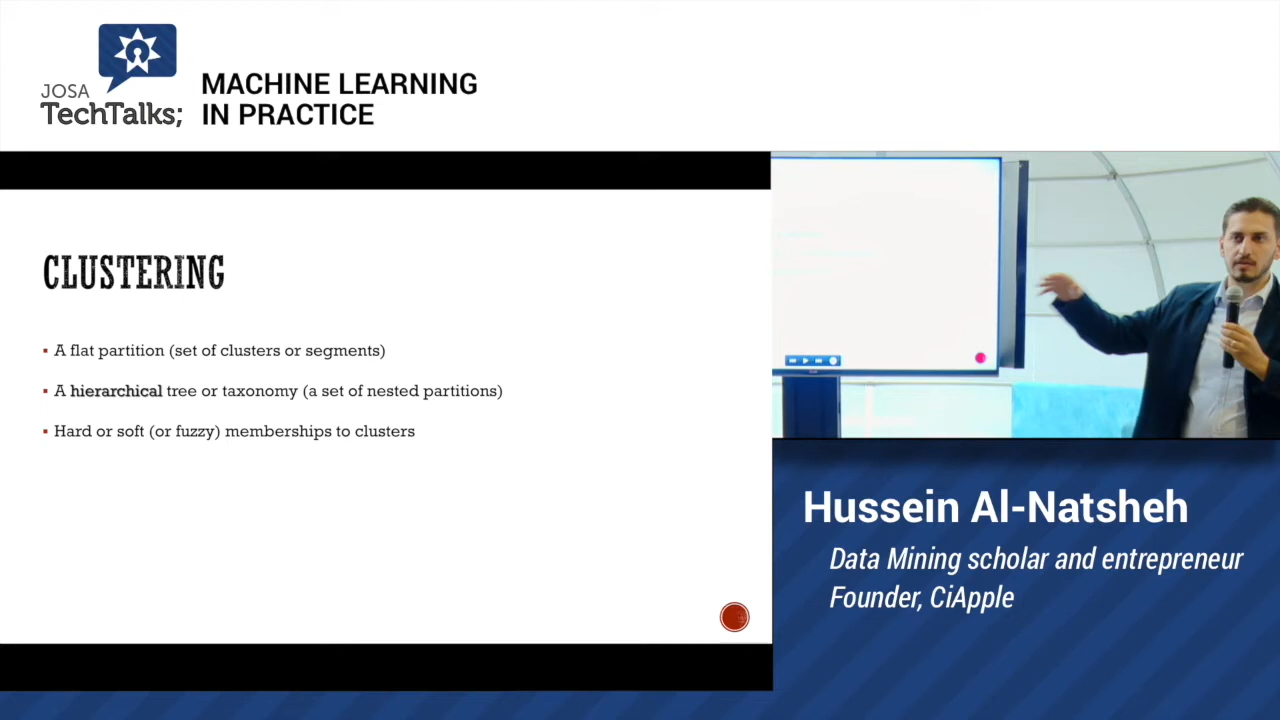 JOSA
TechTalks;
MACHINE LEARNING
IN PRACTICE
CLUSTERING
▪ A flat partition (set of clusters or segments)
▪ A hierarchical tree or taxonomy (a set of nested partitions)
▪ Hard or soft (or fuzzy) memberships to clusters
Hussein Al-Natsheh
Data Mining scholar and entrepreneur
Founder, CiApple